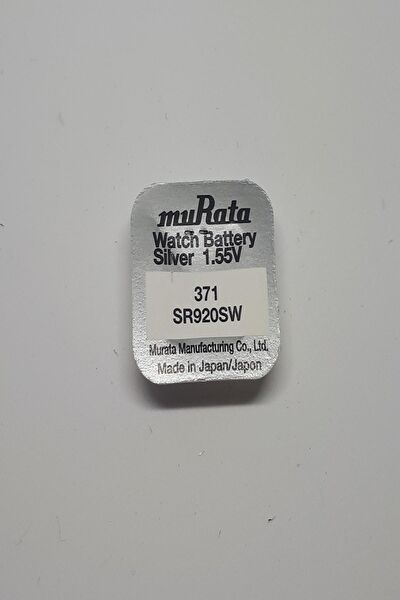 muRata
Watch Battery
Silver 1.55V
371
SR920SW
Murata Manufacturing Co., Ltd.
Made in Japan/Japon